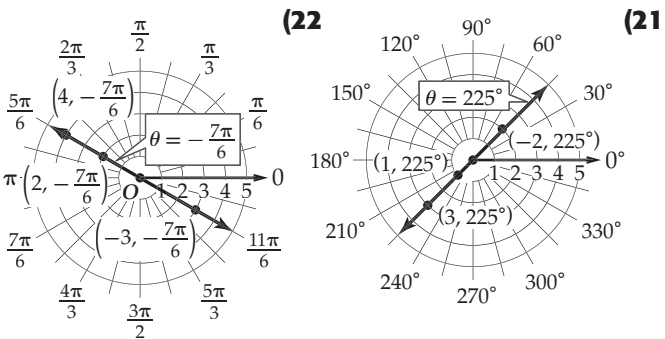 (22
π/2
2π/3
π/3
5π/6
(4, −7π/6)
π/6
θ = −7π/6
π
(2, −7π/6)
O
1 2 3 4 5
0
7π/6
(−3, −7π/6)
11π/6
4π/3
5π/3
3π/2
(21
90°
120°
60°
150°
θ = 225°
30°
(−2, 225°)
180°
(1, 225°)
1 2 3 4 5
0°
(3, 225°)
210°
330°
240°
300°
270°